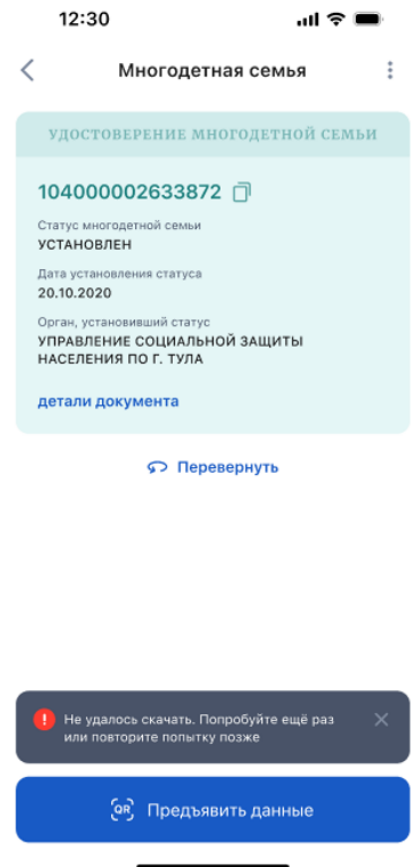 12:30
Многодетная семья
УДОСТОВЕРЕНИЕ МНОГОДЕТНОЙ СЕМЬИ
104000002633872
Статус многодетной семьи
УСТАНОВЛЕН
Дата установления статуса
20.10.2020
Орган, установивший статус
УПРАВЛЕНИЕ СОЦИАЛЬНОЙ ЗАЩИТЫ
НАСЕЛЕНИЯ ПО Г. ТУЛА
детали документа
Перевернуть
Не удалось скачать. Попробуйте ещё раз
или повторите попытку позже
QR Предъявить данные